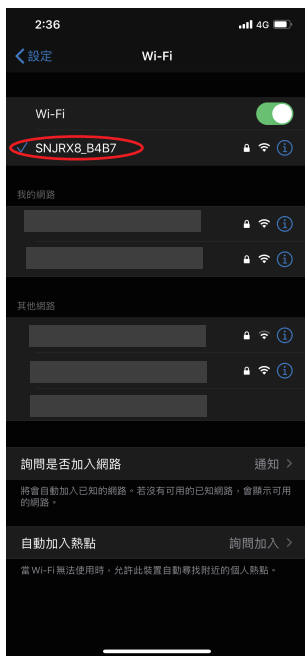 2:36
4G
設定
Wi-Fi
Wi-Fi
SNJRX8_B4B7
我的網路
其他網路
詢問是否加入網路
通知
將會自動加入已知的網路。若沒有可用的已知網路,會顯示可用
的網路。
自動加入熱點
詢問加入
當 Wi-Fi 無法使用時,允許此裝置自動尋找附近的個人熱點。